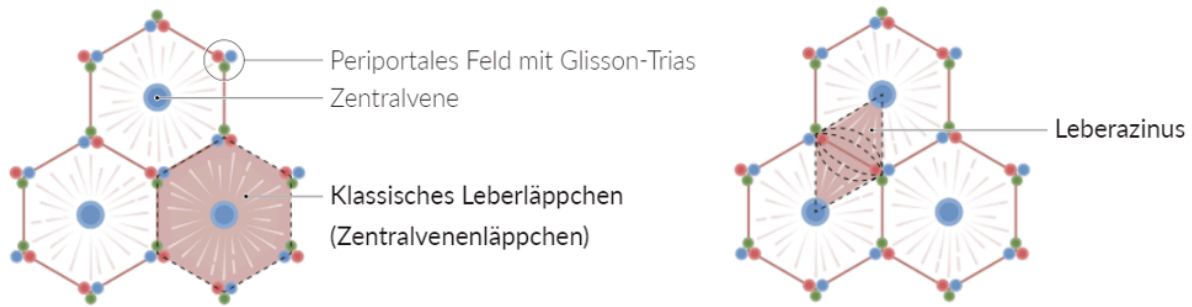 Periportales Feld mit Glisson-Trias
Zentralvene
Klassisches Leberläppchen
(Zentralvenenläppchen)
Leberazinus